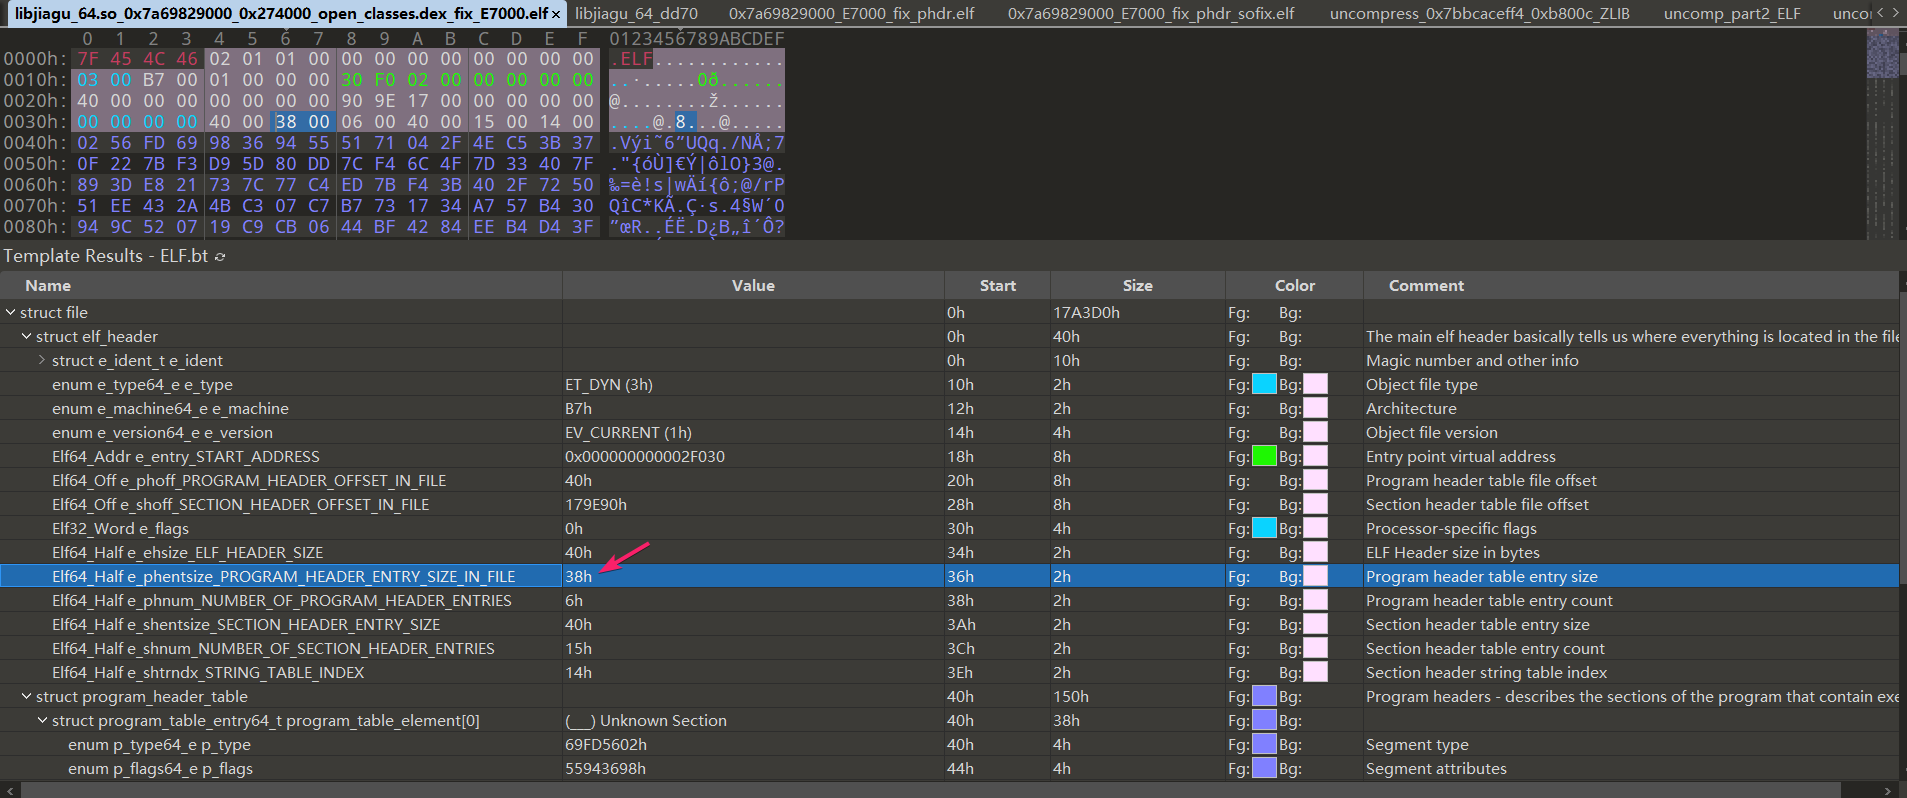 libjiagu_64.so_0x7a69829000_0x274000_open_classes.dex_fix_E7000.elf × libjiagu_64_dd70 0x7a69829000_E7000_fix_phdr.elf 0x7a69829000_E7000_fix_phdr_sofix.elf uncompress_0x7bbcaceff4_0xb800c_ZLIB uncomp_part2_ELF uncor < >
0 1 2 3 4 5 6 7 8 9 A B C D E F 0123456789ABCDEF
0000h: 7F 45 4C 46 02 01 01 00 00 00 00 00 00 00 00 00 .ELF............
0010h: 03 00 B7 00 01 00 00 00 30 F0 02 00 00 00 00 00 ..·.....0ð......
0020h: 40 00 00 00 00 00 00 00 90 9E 17 00 00 00 00 00 @........ž......
0030h: 00 00 00 00 40 00 38 00 06 00 40 00 15 00 14 00 ....@.8...@.....
0040h: 02 56 FD 69 98 36 94 55 51 71 04 2F 4E C5 3B 37 .Výi˜6”UQq./NÅ;7
0050h: 0F 22 7B F3 D9 5D 80 DD 7C F4 6C 4F 7D 33 40 7F ."{óÙ]€Ý|ôlO}3@.
0060h: 89 3D E8 21 73 7C 77 C4 ED 7B F4 3B 40 2F 72 50 ‰=è!s|wÄí{ô;@/rP
0070h: 51 EE 43 2A 4B C3 07 C7 B7 73 17 34 A7 57 B4 30 QîC*KÃ.Ç·s.4§W´0
0080h: 94 9C 52 07 19 C9 CB 06 44 BF 42 84 EE B4 D4 3F ”œR..ÉË.D¿B„î´Ô?
Template Results - ELF.bt
Name Value Start Size Color Comment
struct file 0h 17A3D0h Fg: Bg:
struct elf_header 0h 40h Fg: Bg: The main elf header basically tells us where everything is located in the file
struct e_ident_t e_ident 0h 10h Fg: Bg: Magic number and other info
enum e_type64_e e_type ET_DYN (3h) 10h 2h Fg: Bg: Object file type
enum e_machine64_e e_machine B7h 12h 2h Fg: Bg: Architecture
enum e_version64_e e_version EV_CURRENT (1h) 14h 4h Fg: Bg: Object file version
Elf64_Addr e_entry_START_ADDRESS 0x000000000002F030 18h 8h Fg: Bg: Entry point virtual address
Elf64_Off e_phoff_PROGRAM_HEADER_OFFSET_IN_FILE 40h 20h 8h Fg: Bg: Program header table file offset
Elf64_Off e_shoff_SECTION_HEADER_OFFSET_IN_FILE 179E90h 28h 8h Fg: Bg: Section header table file offset
Elf32_Word e_flags 0h 30h 4h Fg: Bg: Processor-specific flags
Elf64_Half e_ehsize_ELF_HEADER_SIZE 40h 34h 2h Fg: Bg: ELF Header size in bytes
Elf64_Half e_phentsize_PROGRAM_HEADER_ENTRY_SIZE_IN_FILE 38h 36h 2h Fg: Bg: Program header table entry size
Elf64_Half e_phnum_NUMBER_OF_PROGRAM_HEADER_ENTRIES 6h 38h 2h Fg: Bg: Program header table entry count
Elf64_Half e_shentsize_SECTION_HEADER_ENTRY_SIZE 40h 3Ah 2h Fg: Bg: Section header table entry size
Elf64_Half e_shnum_NUMBER_OF_SECTION_HEADER_ENTRIES 15h 3Ch 2h Fg: Bg: Section header table entry count
Elf64_Half e_shtrndx_STRING_TABLE_INDEX 14h 3Eh 2h Fg: Bg: Section header string table index
struct program_header_table 40h 150h Fg: Bg: Program headers - describes the sections of the program that contain exe
struct program_table_entry64_t program_table_element[0] (__) Unknown Section 40h 38h Fg: Bg:
enum p_type64_e p_type 69FD5602h 40h 4h Fg: Bg: Segment type
enum p_flags64_e p_flags 55943698h 44h 4h Fg: Bg: Segment attributes